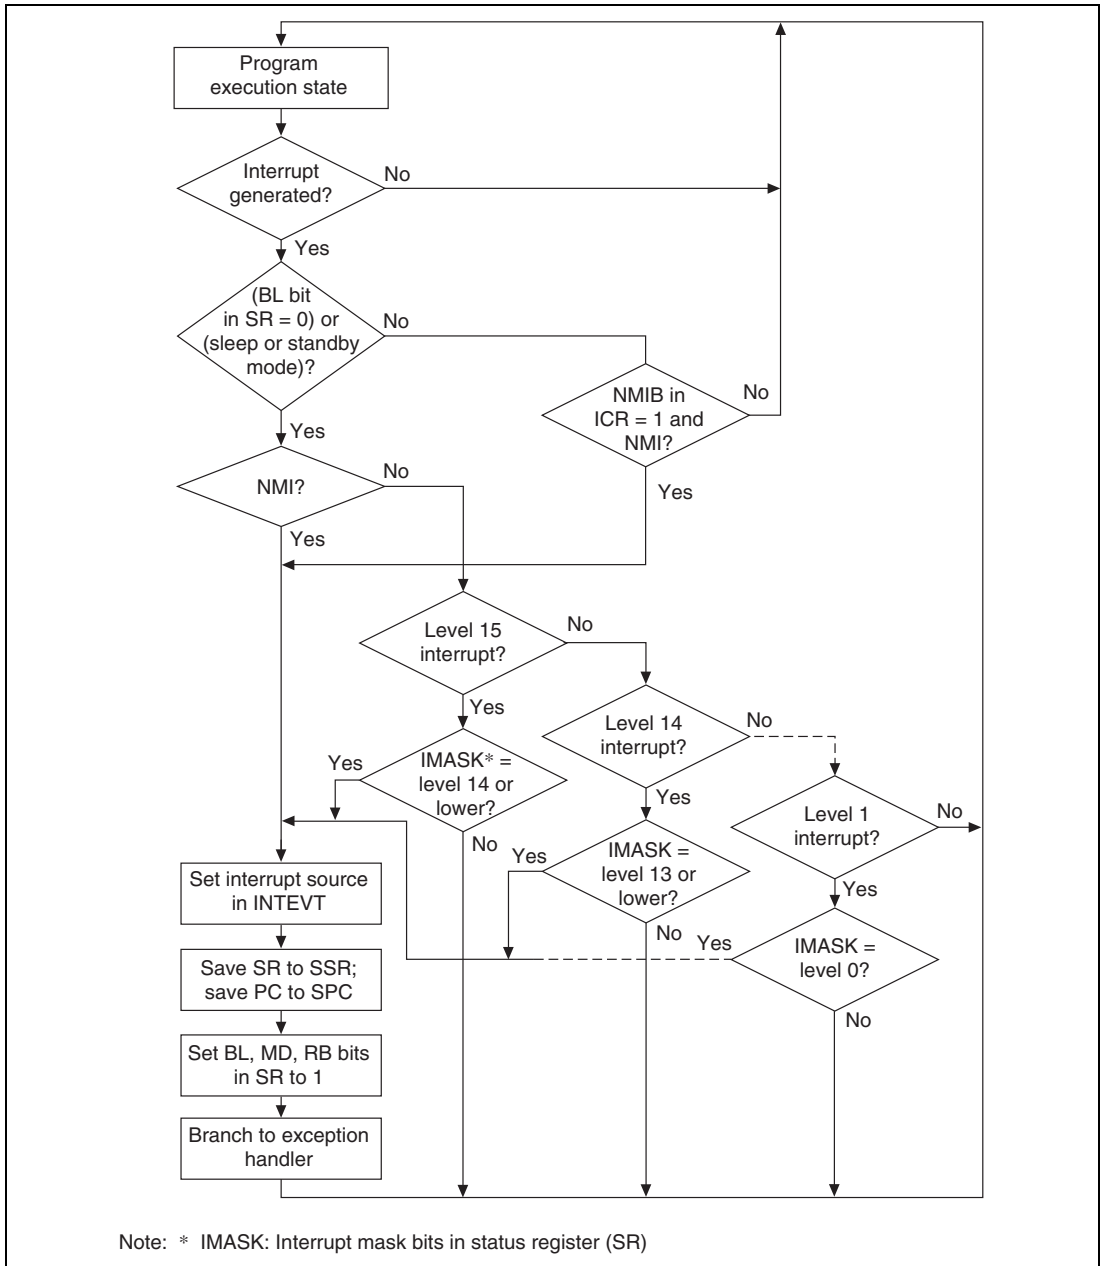 Program
execution state
Interrupt
generated?
No
Yes
(BL bit
in SR = 0) or
(sleep or standby
mode)?
No
Yes
NMIB in
ICR = 1 and
NMI?
No
Yes
NMI?
No
Yes
Level 15
interrupt?
No
Yes
Level 14
interrupt?
No
Yes
IMASK* =
level 14 or
lower?
Yes
No
Level 1
interrupt?
No
Yes
IMASK =
level 13 or
lower?
Yes
No
IMASK =
level 0?
Yes
No
Set interrupt source
in INTEVT
Save SR to SSR;
save PC to SPC
Set BL, MD, RB bits
in SR to 1
Branch to exception
handler
Note: * IMASK: Interrupt mask bits in status register (SR)